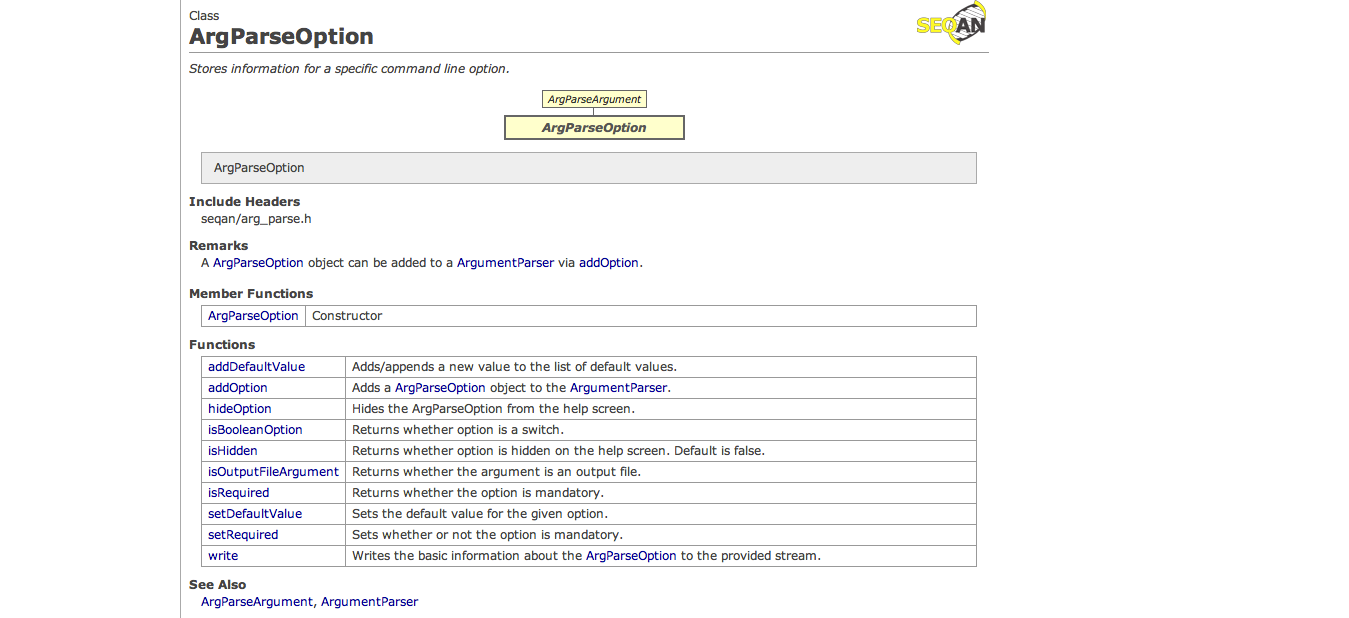 Class
ArgParseOption
SEQAN
Stores information for a specific command line option.
ArgParseArgument
ArgParseOption
ArgParseOption
Include Headers
seqan/arg_parse.h
Remarks
A ArgParseOption object can be added to a ArgumentParser via addOption.
Member Functions
ArgParseOption Constructor
Functions
addDefaultValue Adds/appends a new value to the list of default values.
addOption Adds a ArgParseOption object to the ArgumentParser.
hideOption Hides the ArgParseOption from the help screen.
isBooleanOption Returns whether option is a switch.
isHidden Returns whether option is hidden on the help screen. Default is false.
isOutputFileArgument Returns whether the argument is an output file.
isRequired Returns whether the option is mandatory.
setDefaultValue Sets the default value for the given option.
setRequired Sets whether or not the option is mandatory.
write Writes the basic information about the ArgParseOption to the provided stream.
See Also
ArgParseArgument, ArgumentParser